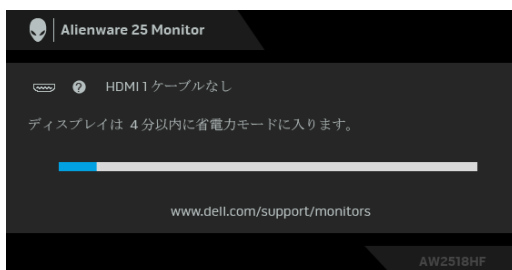 Alienware 25 Monitor
HDMI 1 ケーブルなし
ディスプレイは 4 分以内に省電力モードに入ります。
www.dell.com/support/monitors
AW2518HF